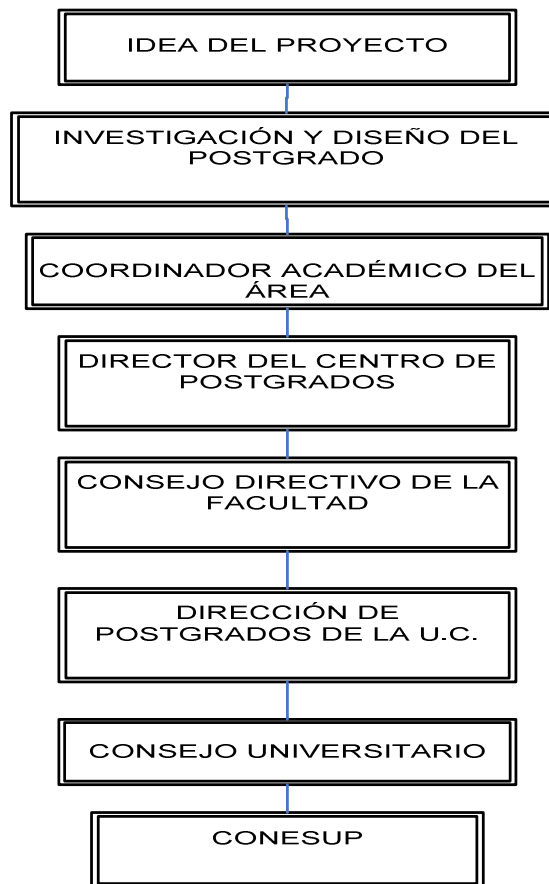 IDEA DEL PROYECTO
INVESTIGACIÓN Y DISEÑO DEL
POSTGRADO
COORDINADOR ACADÉMICO DEL
ÁREA
DIRECTOR DEL CENTRO DE
POSTGRADOS
CONSEJO DIRECTIVO DE LA
FACULTAD
DIRECCIÓN DE
POSTGRADOS DE LA U.C.
CONSEJO UNIVERSITARIO
CONESUP